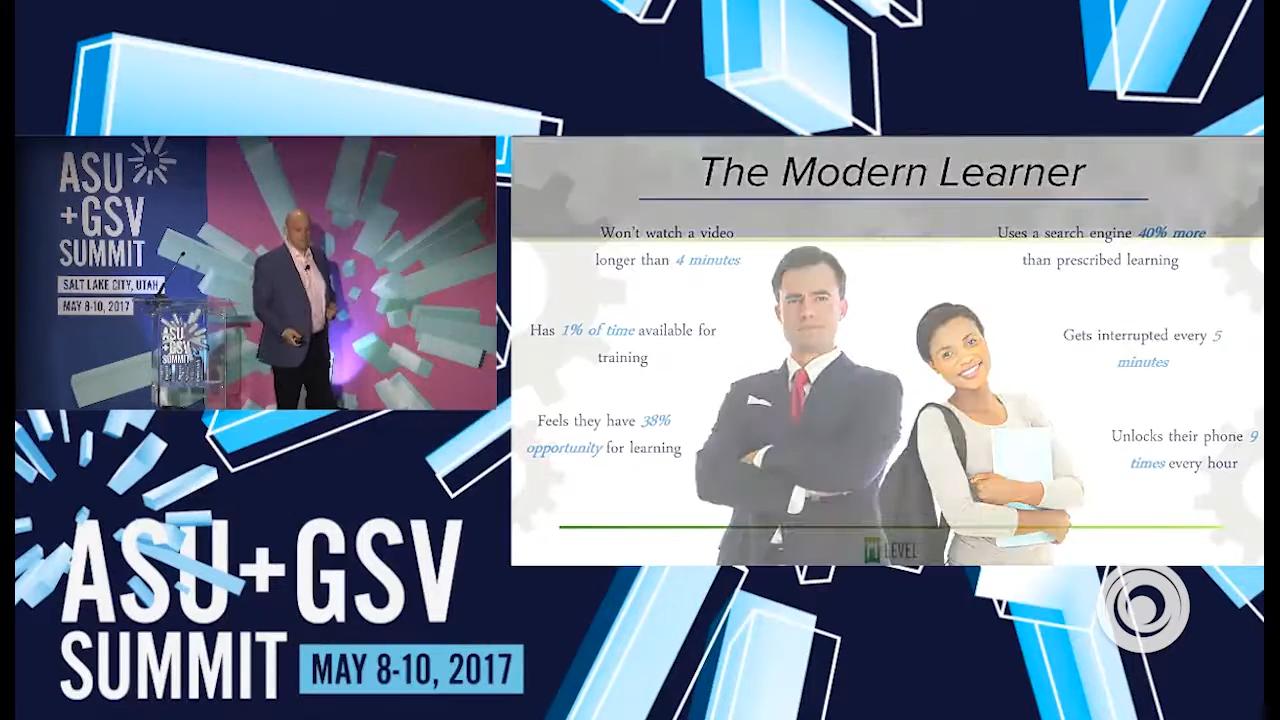 ASU
+GSV
SUMMIT
SALT LAKE CITY, UTAH
MAY 8-10, 2017
ASU
+GSV
SUMMIT
The Modern Learner
Won't watch a video
longer than 4 minutes
Has 1% of time available for
training
Feels they have 38%
opportunity for learning
Uses a search engine 40% more
than prescribed learning
Gets interrupted every 5
minutes
Unlocks their phone 9
times every hour
LEVEL
ASU+GSV
SUMMIT
MAY 8-10, 2017